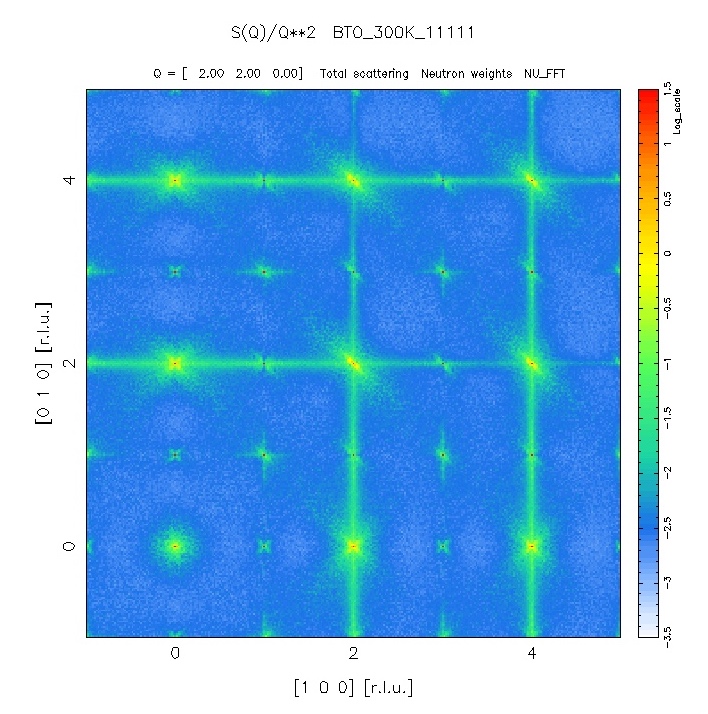 S(Q)/Q**2 BTO_300K_11111
Q = [ 2.00 2.00 0.00] Total scattering Neutron weights NU_FFT
1.5
Log_scale
1
0.5
0
-0.5
-1
-1.5
-2
-2.5
-3
-3.5
4
2
0
[0 1 0] [r.l.u.]
0 2 4
[1 0 0] [r.l.u.]